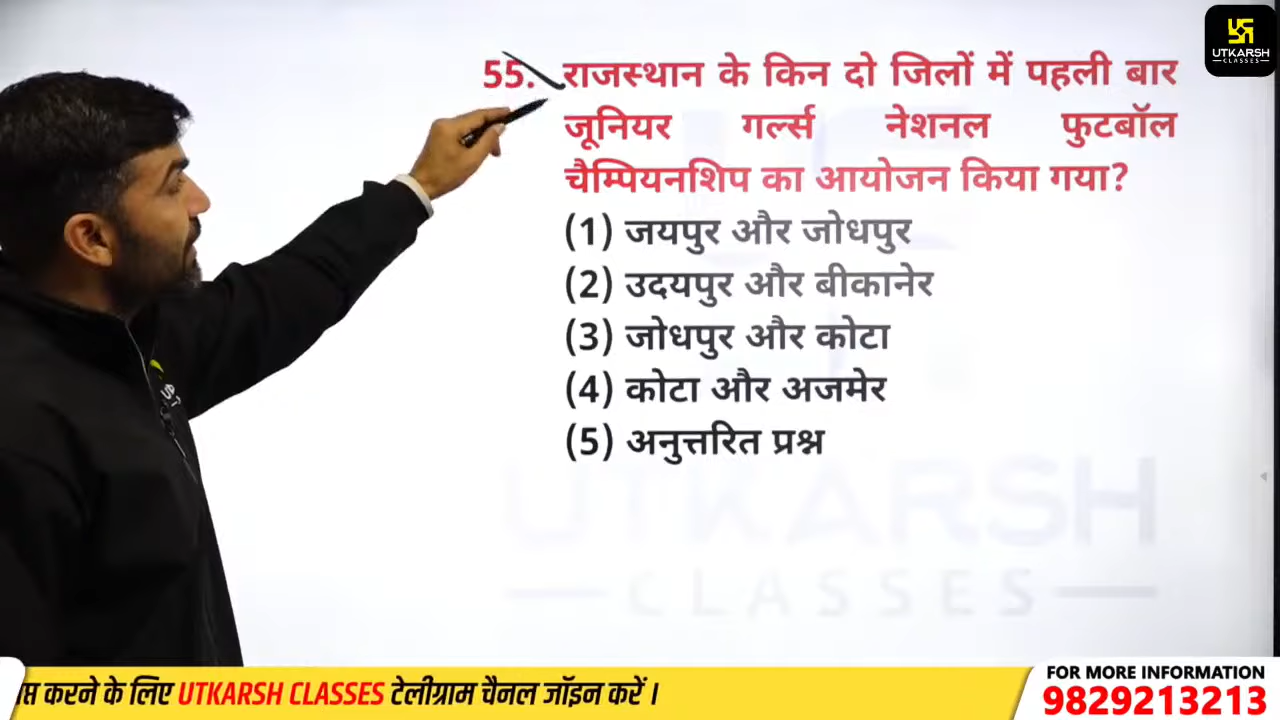 UTKARSH
CLASSES
55. राजस्थान के किन दो जिलों में पहली बार
जूनियर गर्ल्स नेशनल फुटबॉल
चैम्पियनशिप का आयोजन किया गया?
(1) जयपुर और जोधपुर
(2) उदयपुर और बीकानेर
(3) जोधपुर और कोटा
(4) कोटा और अजमेर
(5) अनुत्तरित प्रश्न
UTKARSH
CLASSES
करने के लिए UTKARSH CLASSES टेलीग्राम चैनल जॉइन करें ।
FOR MORE INFORMATION
9829213213